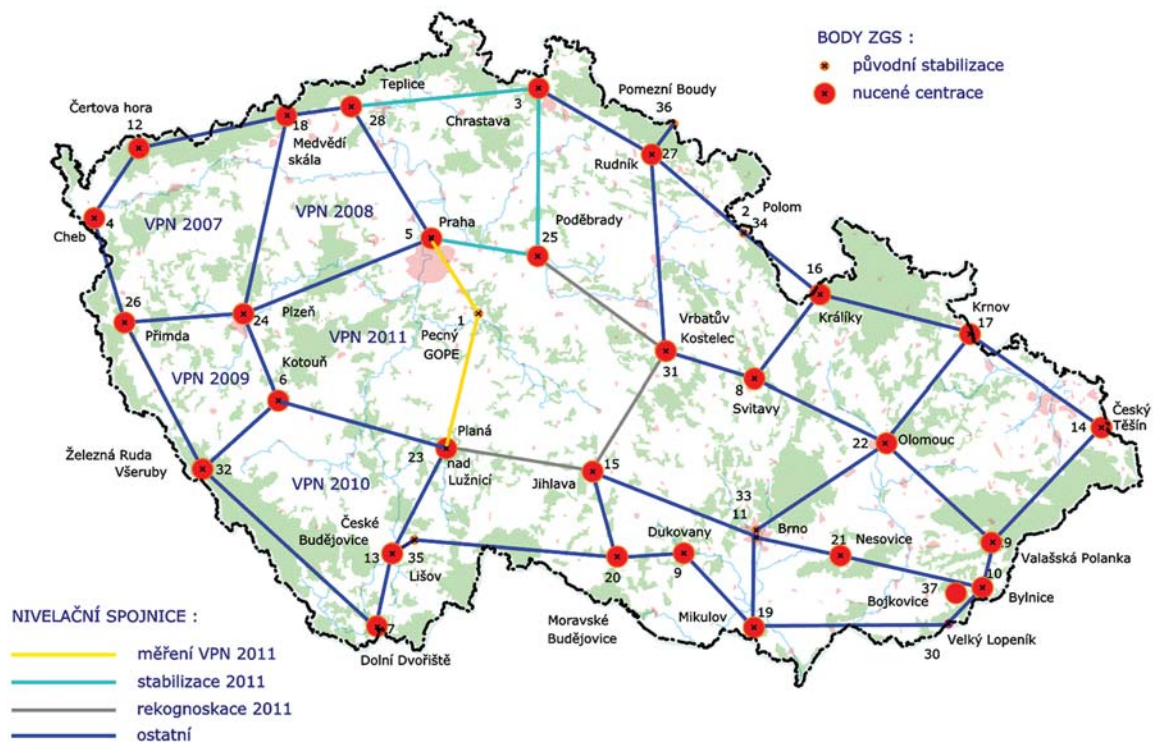 BODY ZGS :
původní stabilizace
nucené centrace
Teplice
28
Čertova hora
12
18
Medvědí
skála
3
Chrastava
Pomezní Boudy
36
Rudník
27
4
Cheb
VPN 2007
VPN 2008
Praha
5
Poděbrady
25
2
Polom
34
16
Králíky
Krnov
17
26
Přimda
24
Plzeň
1
Pecný
GOPE
VPN 2011
Vrbatův
Kostelec
31
VPN 2009
Kotouň
6
8
Svitavy
22
Olomouc
14
Český
Těšín
Železná Ruda
Všeruby
32
23
Planá
nad
Lužnicí
15
Jihlava
VPN 2010
33
11
Brno
České
Budějovice
13
35
Lišov
20
Dukovany
9
21
Nesovice
29
Valašská Polanka
10
Bylnice
37
Bojkovice
Moravské
Budějovice
Mikulov
19
Velký Lopeník
30
7
Dolní Dvořiště
NIVELAČNÍ SPOJNICE :
měření VPN 2011
stabilizace 2011
rekognoskace 2011
ostatní